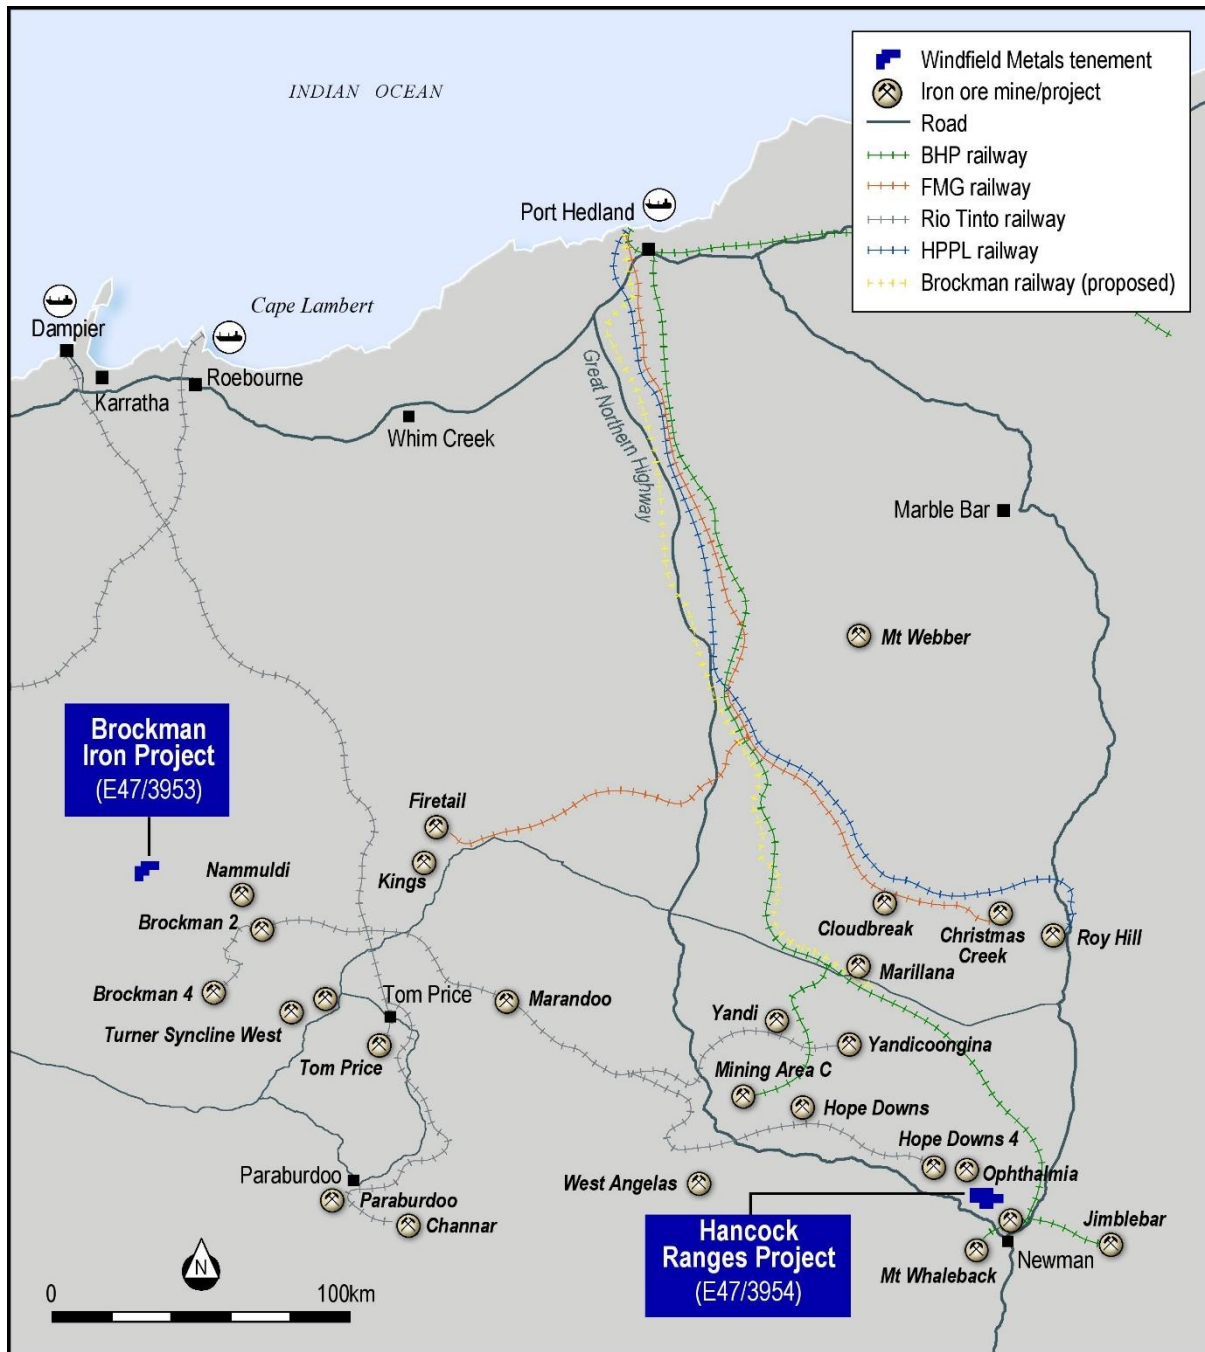 INDIAN OCEAN
Windfield Metals tenement
Iron ore mine/project
Road
BHP railway
FMG railway
Rio Tinto railway
HPPL railway
Brockman railway (proposed)
Port Hedland
Cape Lambert
Dampier
Karratha
Roebourne
Whim Creek
Great Northern Highway
Marble Bar
Mt Webber
Brockman
Iron Project
(E47/3953)
Firetail
Kings
Nammuldi
Brockman 2
Brockman 4
Turner Syncline West
Tom Price
Tom Price
Marandoo
Cloudbreak
Christmas
Creek
Roy Hill
Marillana
Yandi
Yandicoongina
Mining Area C
Hope Downs
Hope Downs 4
Ophthalmia
West Angelas
Paraburdoo
Paraburdoo
Channar
Hancock
Ranges Project
(E47/3954)
Jimblebar
Newman
Mt Whaleback
N
0
100km